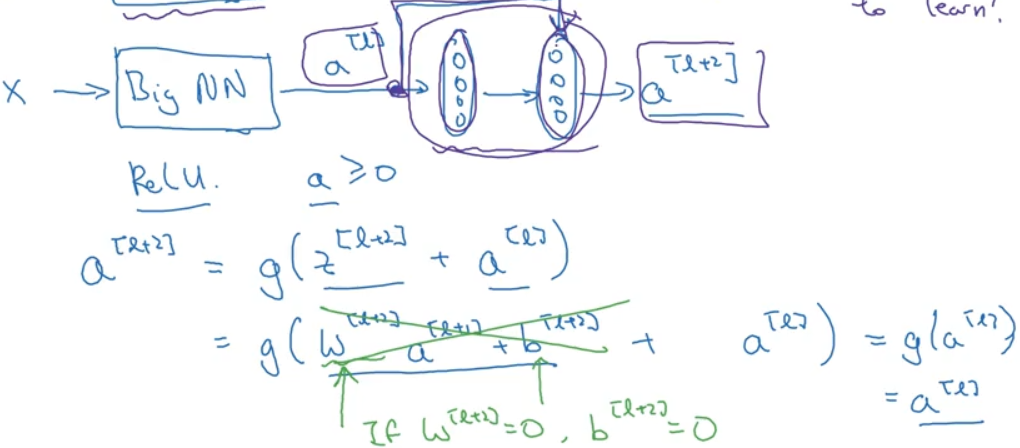 to learn!
X → Big NN a^[l] → → → a^[l+2]
ReLU. a ≥ 0
a^[l+2] = g(z^[l+2] + a^[l])
= g(W^[l+2] a^[l+1] + b^[l+2] + a^[l]) = g(a^[l])
= a^[l]
If W^[l+2] = 0, b^[l+2] = 0